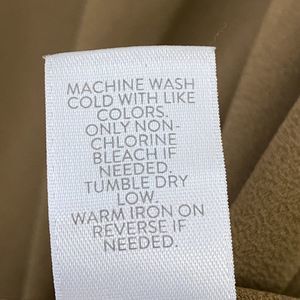 MACHINE WASH
COLD WITH LIKE
COLORS.
ONLY NON-
CHLORINE
BLEACH IF
NEEDED.
TUMBLE DRY
LOW.
WARM IRON ON
REVERSE IF
NEEDED.